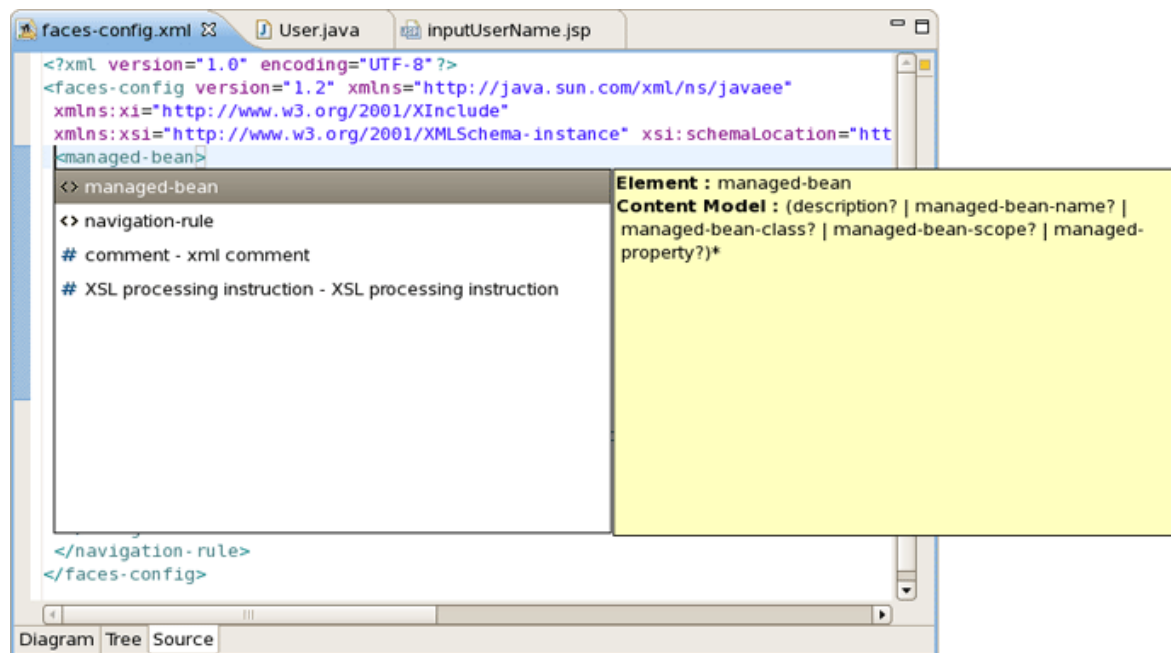 faces-config.xml User.java inputUserName.jsp
<?xml version="1.0" encoding="UTF-8"?>
<faces-config version="1.2" xmlns="http://java.sun.com/xml/ns/javaee"
xmlns:xi="http://www.w3.org/2001/XInclude"
xmlns:xsi="http://www.w3.org/2001/XMLSchema-instance" xsi:schemaLocation="htt
<managed-bean>
<> managed-bean
<> navigation-rule
# comment - xml comment
# XSL processing instruction - XSL processing instruction
Element : managed-bean
Content Model : (description? | managed-bean-name? |
managed-bean-class? | managed-bean-scope? | managed-
property?)*
</navigation-rule>
</faces-config>
Diagram Tree Source